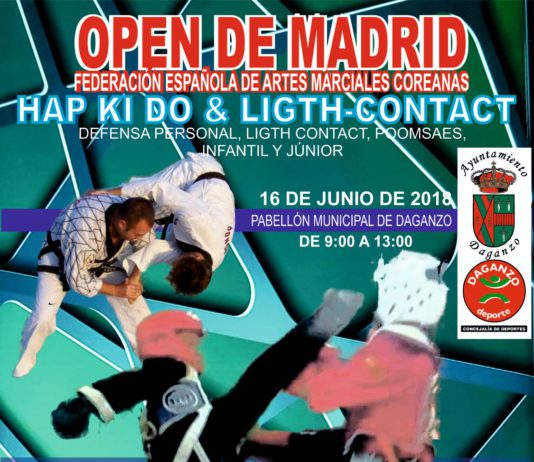 OPEN DE MADRID
FEDERACIÓN ESPAÑOLA DE ARTES MARCIALES COREANAS
HAP KI DO & LIGTH-CONTACT
DEFENSA PERSONAL, LIGTH CONTACT, POOMSAES,
INFANTIL Y JÚNIOR
16 DE JUNIO DE 2018
PABELLÓN MUNICIPAL DE DAGANZO
DE 9:00 A 13:00
Ayuntamiento
Daganzo
DAGANZO
deporte
CONCEJALÍA DE DEPORTES